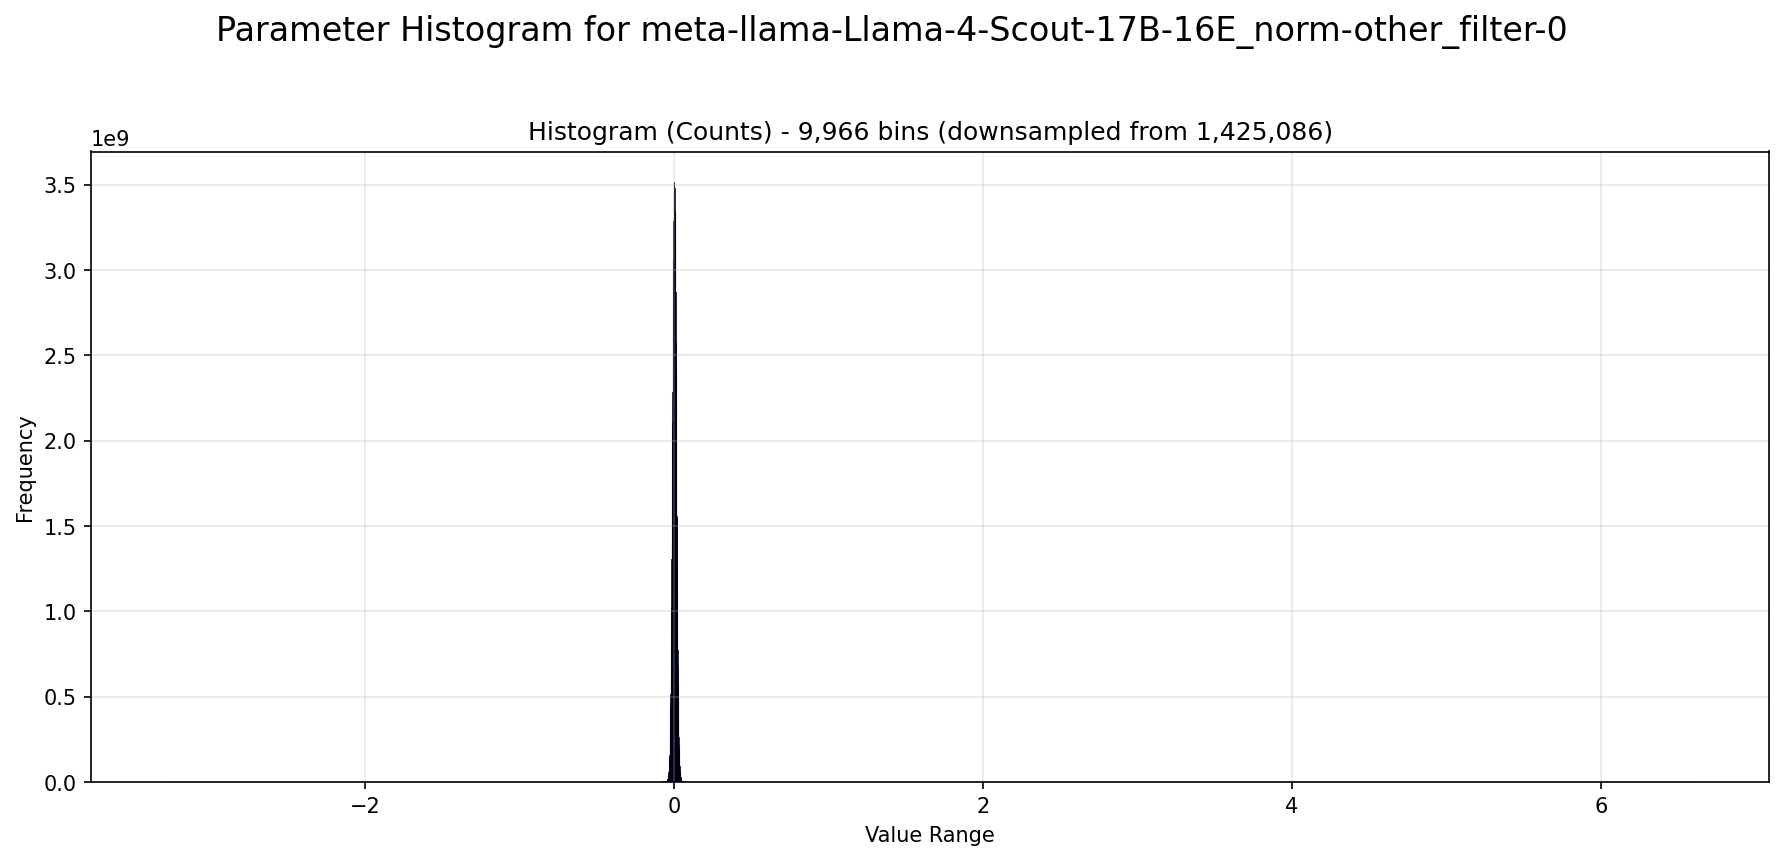 Parameter Histogram for meta-llama-Llama-4-Scout-17B-16E_norm-other_filter-0
Histogram (Counts) - 9,966 bins (downsampled from 1,425,086)
1e9
3.5
3.0
2.5
2.0
1.5
1.0
0.5
0.0
Frequency
−2
0
2
4
6
Value Range